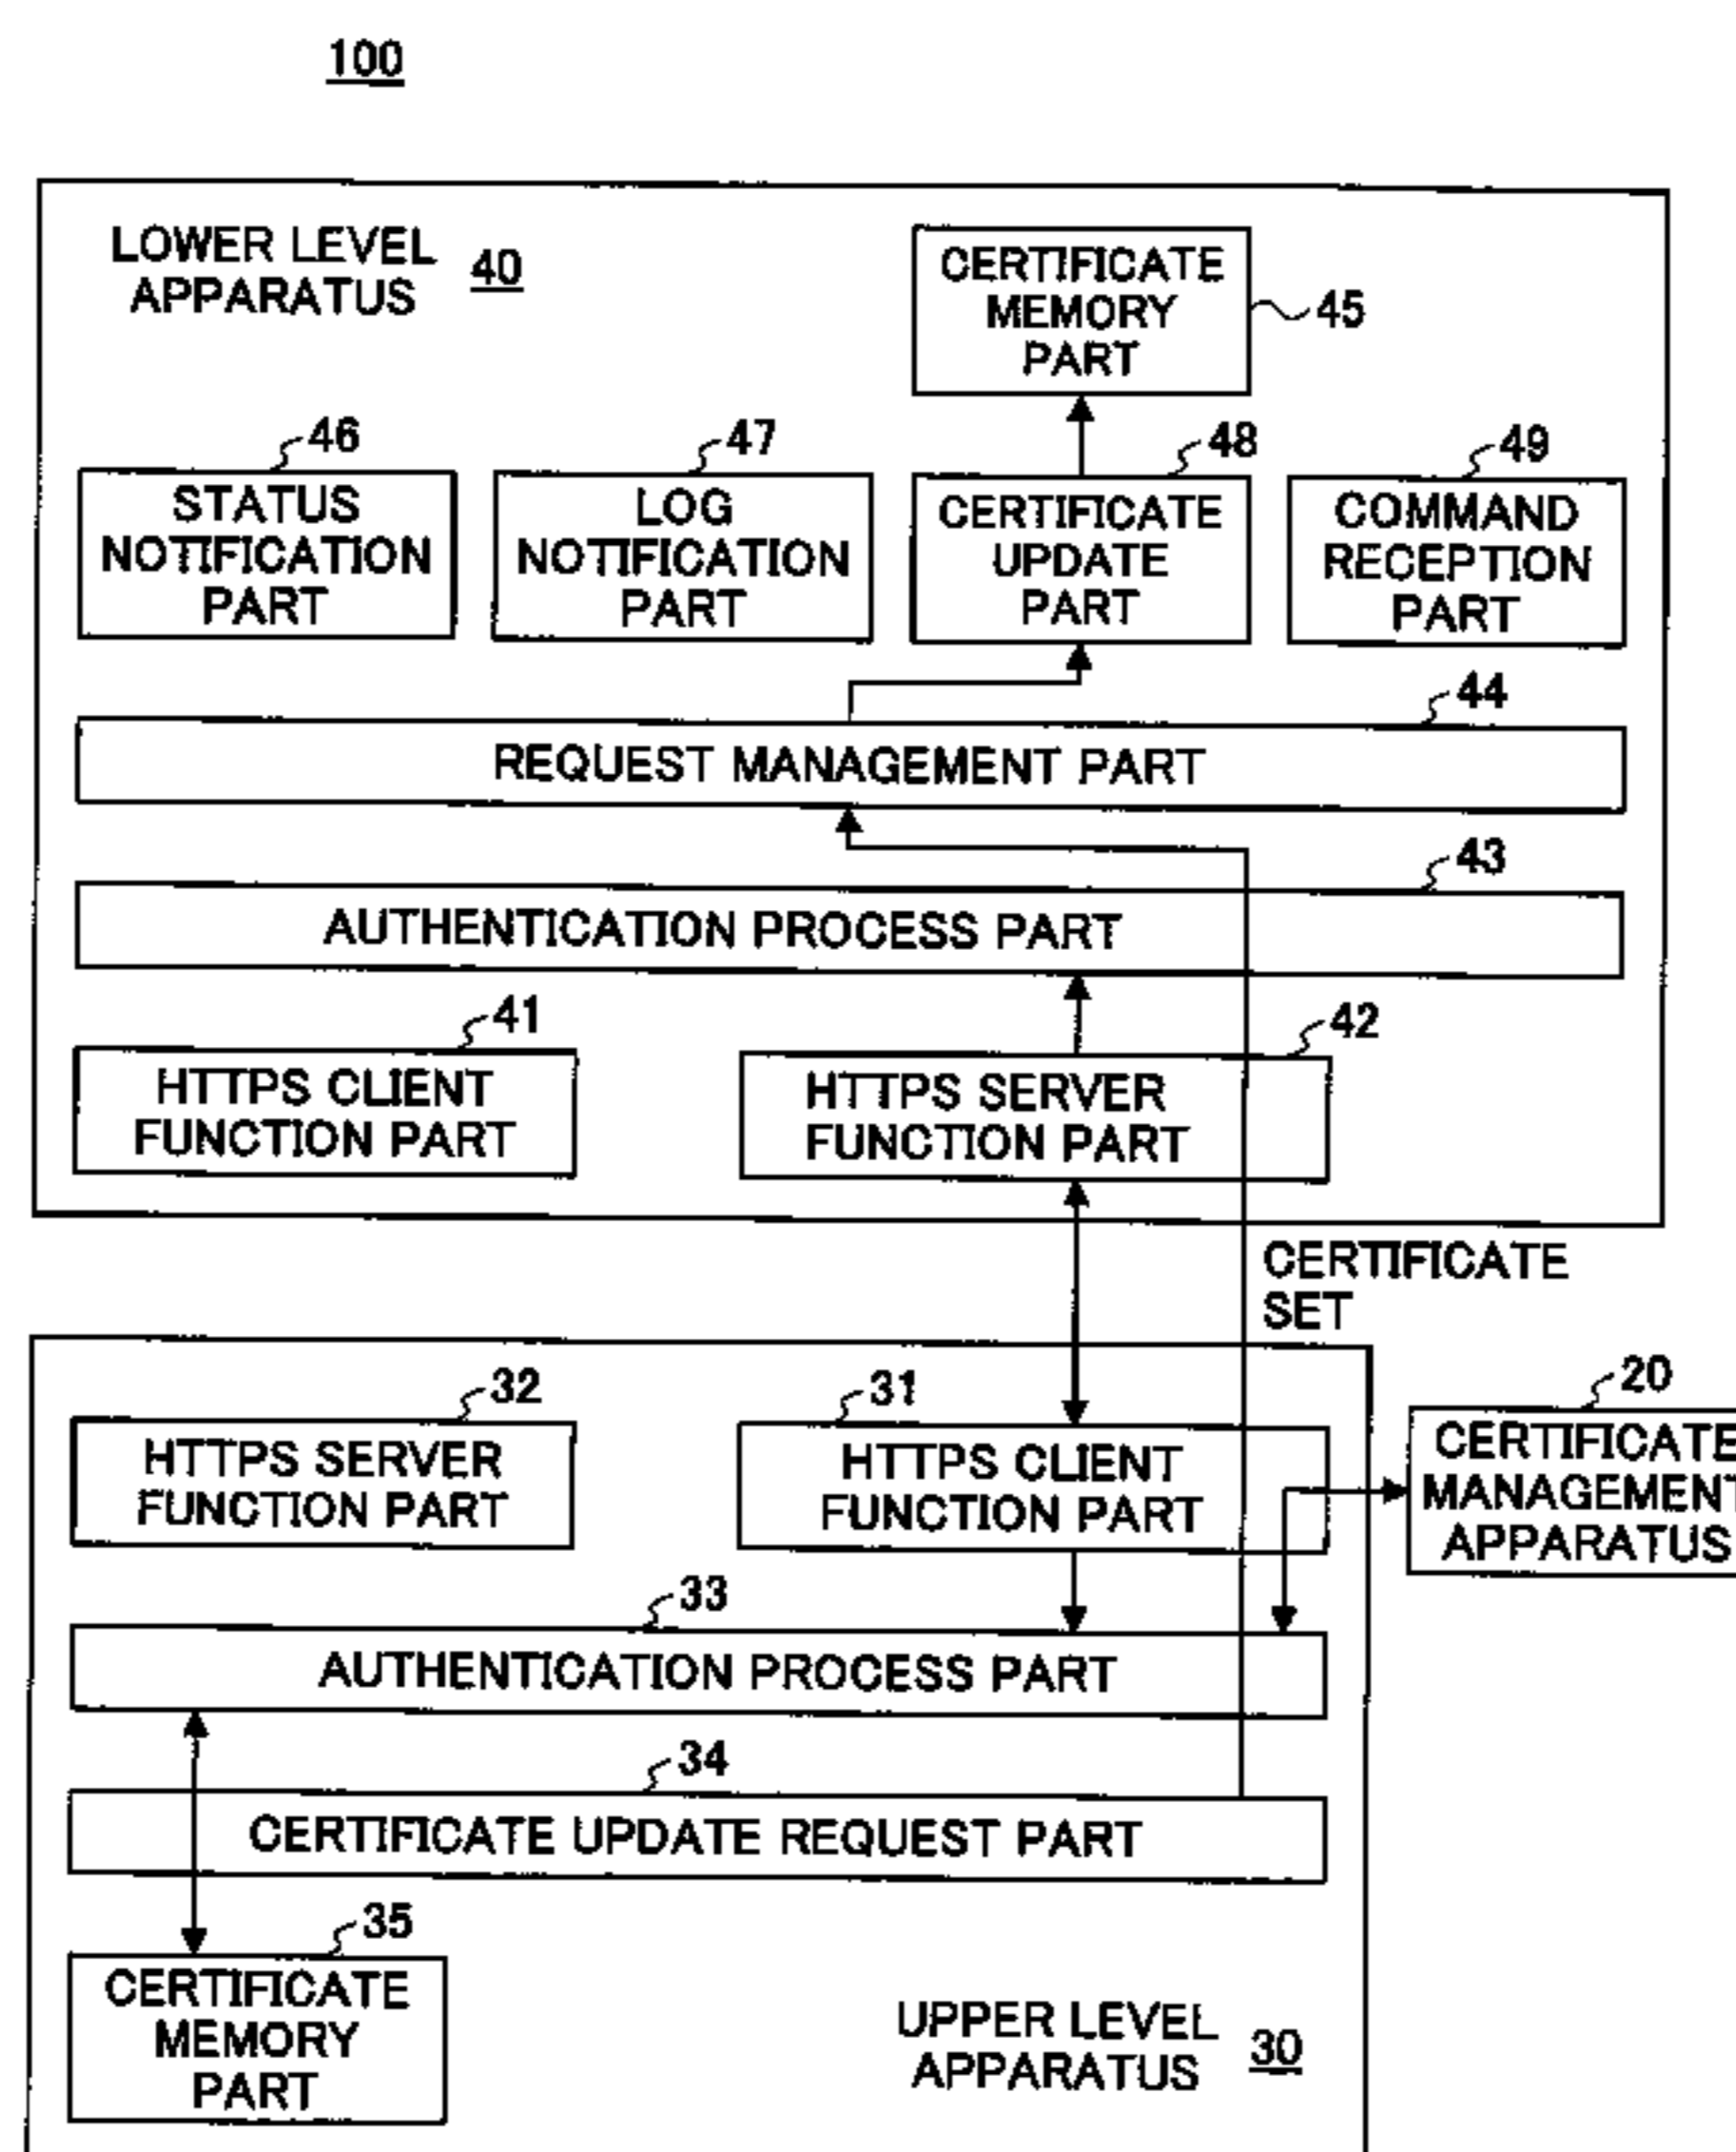 100
LOWER LEVEL
APPARATUS 40
CERTIFICATE
MEMORY
PART
45
46
STATUS
NOTIFICATION
PART
47
LOG
NOTIFICATION
PART
48
CERTIFICATE
UPDATE
PART
49
COMMAND
RECEPTION
PART
44
REQUEST MANAGEMENT PART
43
AUTHENTICATION PROCESS PART
41
HTTPS CLIENT
FUNCTION PART
42
HTTPS SERVER
FUNCTION PART
CERTIFICATE
SET
32
HTTPS SERVER
FUNCTION PART
31
HTTPS CLIENT
FUNCTION PART
20
CERTIFICATE
MANAGEMENT
APPARATUS
33
AUTHENTICATION PROCESS PART
34
CERTIFICATE UPDATE REQUEST PART
35
CERTIFICATE
MEMORY
PART
UPPER LEVEL
APPARATUS 30